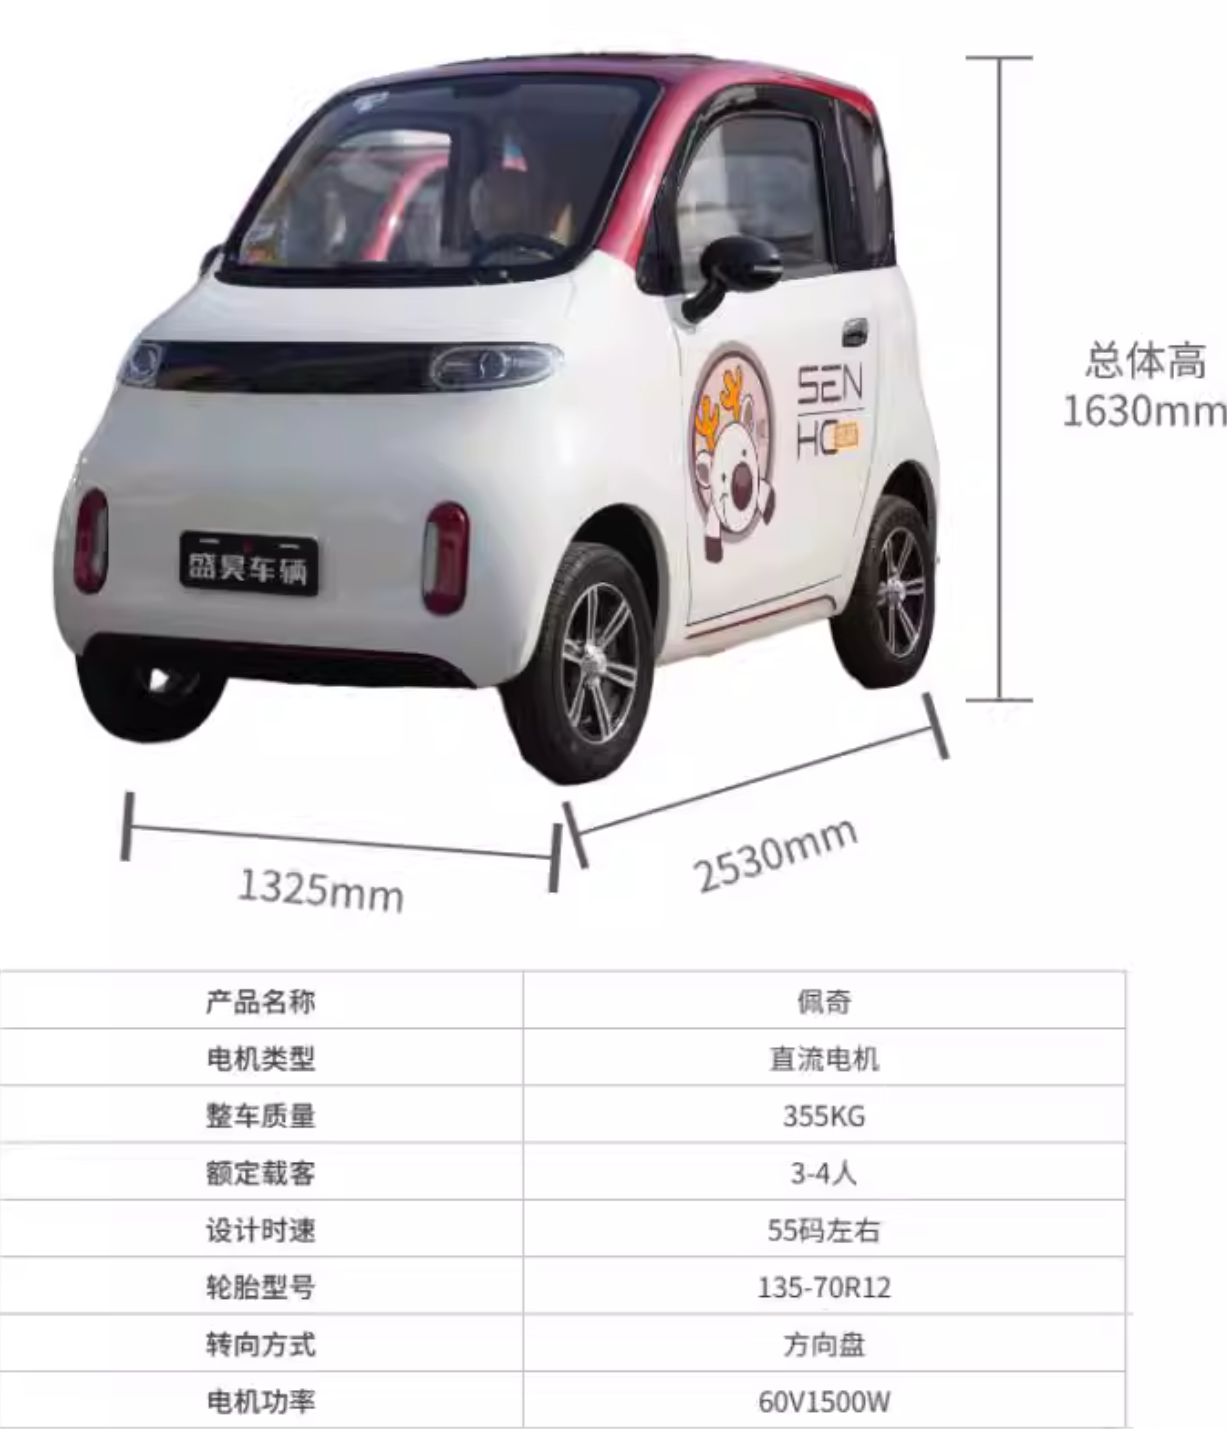 SEN
HO
盛昊车辆
总体高
1630mm
1325mm
2530mm
产品名称 佩奇
电机类型 直流电机
整车质量 355KG
额定载客 3-4人
设计时速 55码左右
轮胎型号 135-70R12
转向方式 方向盘
电机功率 60V1500W